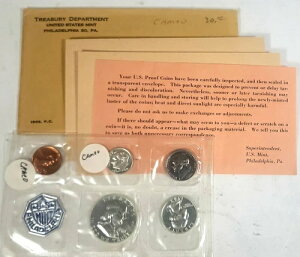 TREASURY DEPARTMENT
UNITED STATES MINT
PHILADELPHIA 30, PA.
CAMEO
30.00
Your U.S. Proof Coins have been carefully inspected, and then sealed in
a transparent envelope. This package was designed to prevent or delay tar-
nishing and discoloration. Nevertheless, sooner or later tarnishing may
occur. Care in handling and storing will help to prolong the newly-minted
luster of the coins; heat and direct sunlight are especially harmful.
Please do not ask us to make exchanges or adjustments.
If there should appear—what may seem to you—a defect or scratch on a
coin—it is, no doubt, a crease in the packaging material. We tell you this
to save us both unnecessary correspondence.
Superintendent,
U.S. Mint,
Philadelphia, Pa.
CAMEO
CAMEO